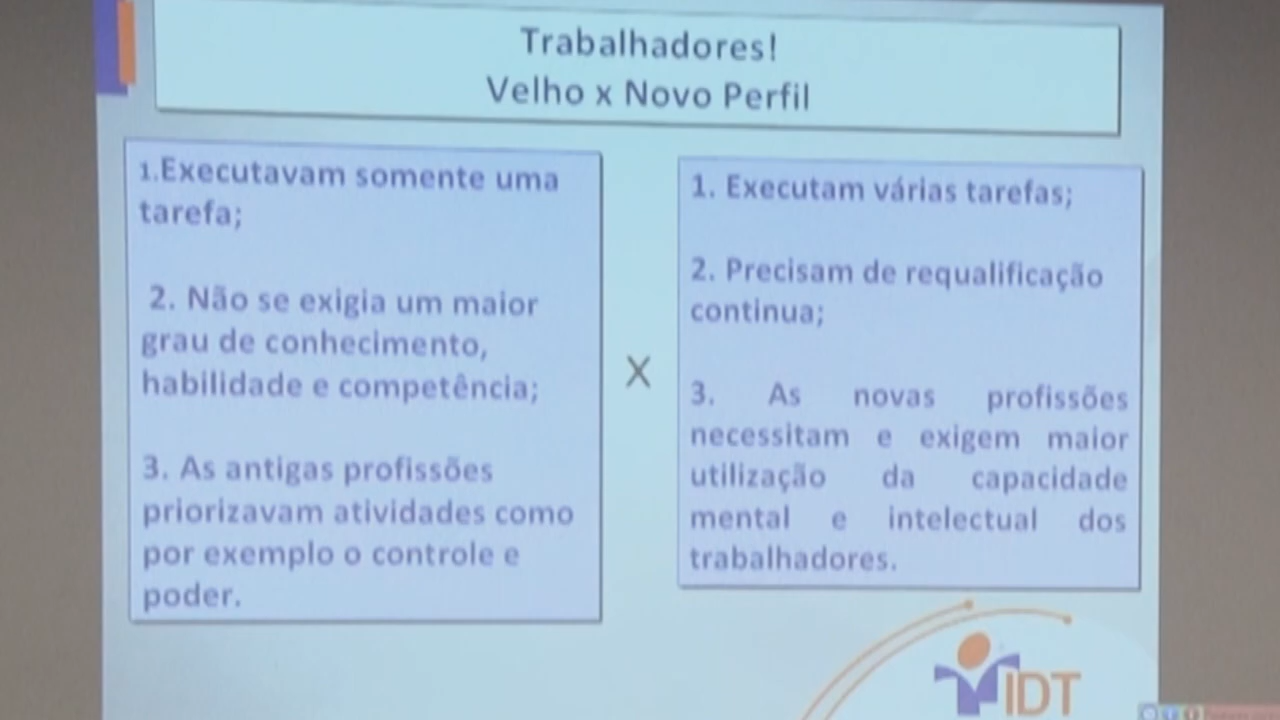 Trabalhadores!
Velho x Novo Perfil
1.Executavam somente uma
tarefa;
2. Não se exigia um maior
grau de conhecimento,
habilidade e competência;
3. As antigas profissões
priorizavam atividades como
por exemplo o controle e
poder.
X
1. Executam várias tarefas;
2. Precisam de requalificação
continua;
3. As novas profissões
necessitam e exigem maior
utilização da capacidade
mental e intelectual dos
trabalhadores.
IDT